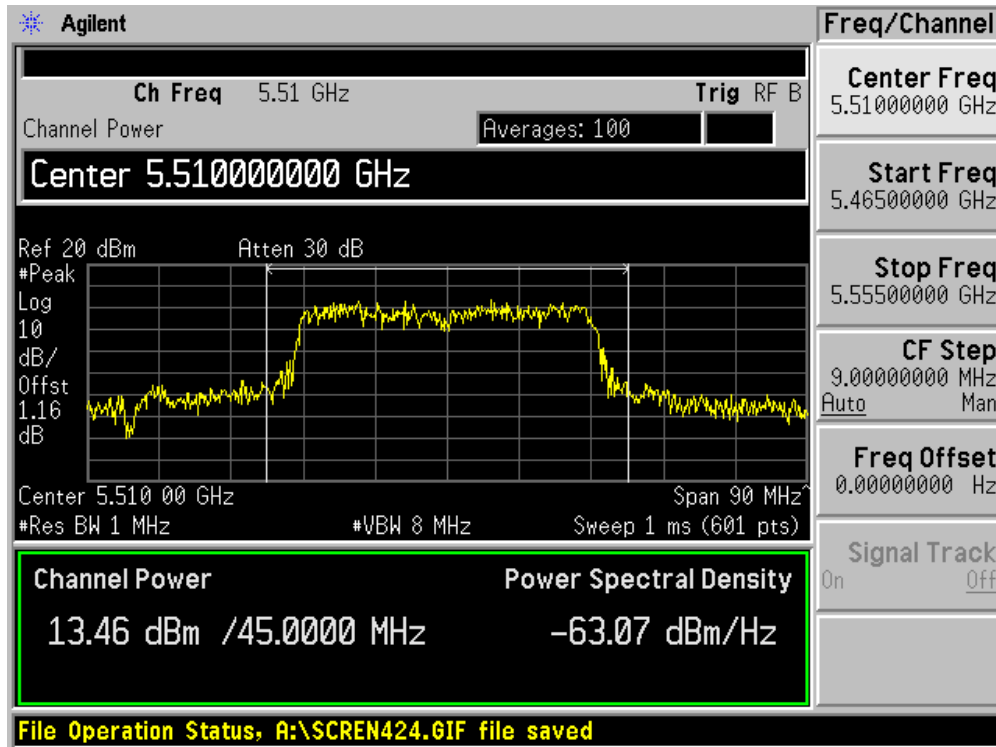 Agilent
Freq/Channel
Ch Freq 5.51 GHz Trig RF B
Channel Power Averages: 100
Center 5.510000000 GHz
Ref 20 dBm Atten 30 dB
#Peak
Log
10
dB/
Offst
1.16
dB
Center 5.510 00 GHz Span 90 MHz^
#Res BW 1 MHz #VBW 8 MHz Sweep 1 ms (601 pts)
Channel Power Power Spectral Density
13.46 dBm /45.0000 MHz -63.07 dBm/Hz
File Operation Status, A:\SCREN424.GIF file saved
Center Freq
5.51000000 GHz
Start Freq
5.46500000 GHz
Stop Freq
5.55500000 GHz
CF Step
9.00000000 MHz
Auto Man
Freq Offset
0.00000000 Hz
Signal Track
On Off